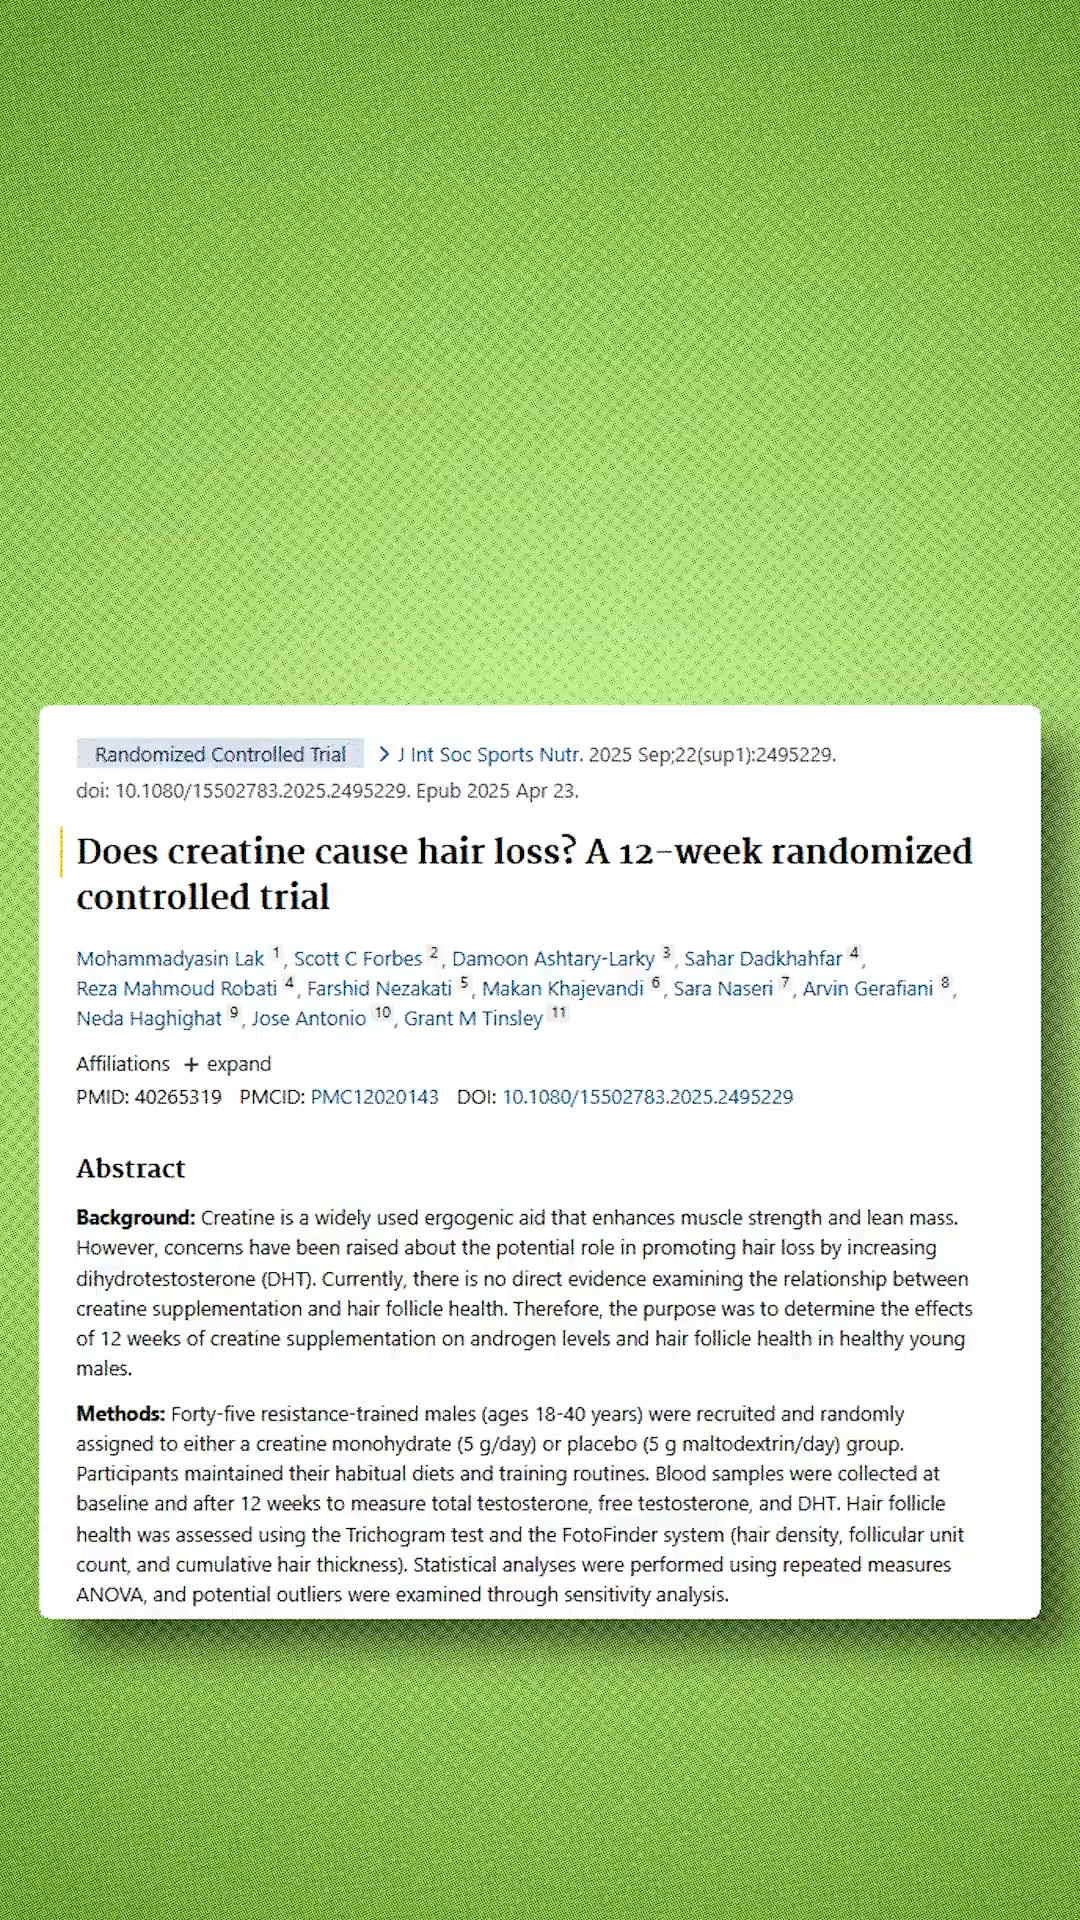 Randomized Controlled Trial > J Int Soc Sports Nutr. 2025 Sep;22(sup1):2495229.
doi: 10.1080/15502783.2025.2495229. Epub 2025 Apr 23.
Does creatine cause hair loss? A 12-week randomized
controlled trial
Mohammadyasin Lak 1, Scott C Forbes 2, Damoon Ashtary-Larky 3, Sahar Dadkhahfar 4,
Reza Mahmoud Robati 4, Farshid Nezakati 5, Makan Khajevandi 6, Sara Naseri 7, Arvin Gerafiani 8,
Neda Haghighat 9, Jose Antonio 10, Grant M Tinsley 11
Affiliations + expand
PMID: 40265319 PMCID: PMC12020143 DOI: 10.1080/15502783.2025.2495229
Abstract
Background: Creatine is a widely used ergogenic aid that enhances muscle strength and lean mass.
However, concerns have been raised about the potential role in promoting hair loss by increasing
dihydrotestosterone (DHT). Currently, there is no direct evidence examining the relationship between
creatine supplementation and hair follicle health. Therefore, the purpose was to determine the effects
of 12 weeks of creatine supplementation on androgen levels and hair follicle health in healthy young
males.
Methods: Forty-five resistance-trained males (ages 18-40 years) were recruited and randomly
assigned to either a creatine monohydrate (5 g/day) or placebo (5 g maltodextrin/day) group.
Participants maintained their habitual diets and training routines. Blood samples were collected at
baseline and after 12 weeks to measure total testosterone, free testosterone, and DHT. Hair follicle
health was assessed using the Trichogram test and the FotoFinder system (hair density, follicular unit
count, and cumulative hair thickness). Statistical analyses were performed using repeated measures
ANOVA, and potential outliers were examined through sensitivity analysis.